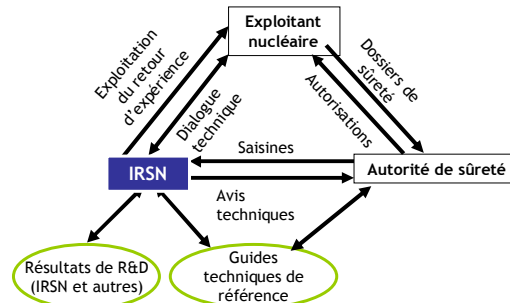 Exploitant
nucléaire
Exploitation
du retour
d'expérience
Dialogue
technique
Dossiers de
sûreté
Autorisations
Saisines
IRSN
Autorité de sûreté
Avis
techniques
Résultats de R&D
(IRSN et autres)
Guides
techniques de
référence